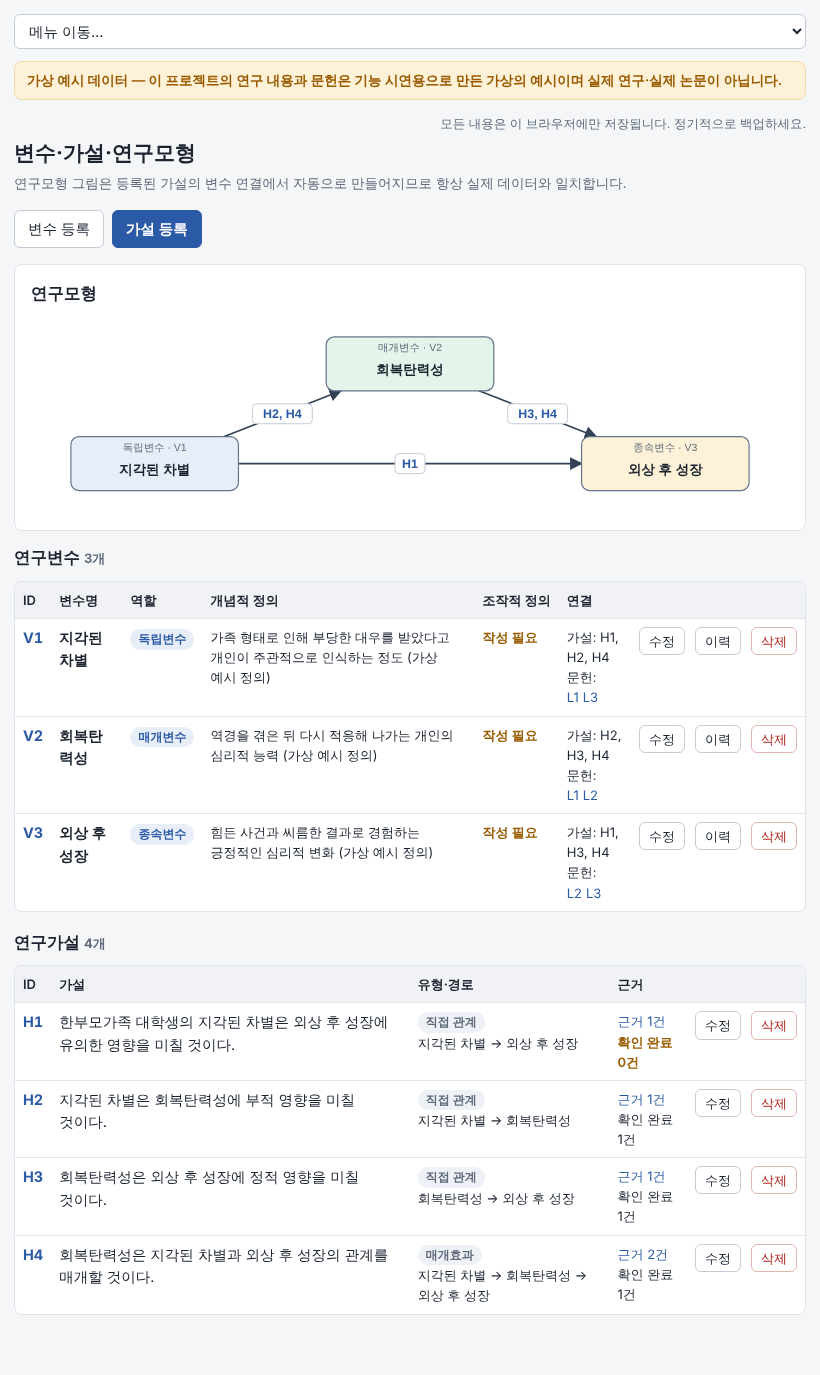 메뉴 이동...
가상 예시 데이터 — 이 프로젝트의 연구 내용과 문헌은 기능 시연용으로 만든 가상의 예시이며 실제 연구·실제 논문이 아닙니다.
모든 내용은 이 브라우저에만 저장됩니다. 정기적으로 백업하세요.
변수·가설·연구모형
연구모형 그림은 등록된 가설의 변수 연결에서 자동으로 만들어지므로 항상 실제 데이터와 일치합니다.
변수 등록 가설 등록
연구모형
매개변수 · V2
회복탄력성
H2, H4 H3, H4
독립변수 · V1
지각된 차별
H1
종속변수 · V3
외상 후 성장
연구변수 3개
ID 변수명 역할 개념적 정의 조작적 정의 연결
V1 지각된 독립변수 가족 형태로 인해 부당한 대우를 받았다고 작성 필요 가설: H1, 수정 이력 삭제
차별 개인이 주관적으로 인식하는 정도 (가상 H2, H4
예시 정의) 문헌:
L1 L3
V2 회복탄 매개변수 역경을 겪은 뒤 다시 적응해 나가는 개인의 작성 필요 가설: H2, 수정 이력 삭제
력성 심리적 능력 (가상 예시 정의) H3, H4
문헌:
L1 L2
V3 외상 후 종속변수 힘든 사건과 씨름한 결과로 경험하는 작성 필요 가설: H1, 수정 이력 삭제
성장 긍정적인 심리적 변화 (가상 예시 정의) H3, H4
문헌:
L2 L3
연구가설 4개
ID 가설 유형·경로 근거
H1 한부모가족 대학생의 지각된 차별은 외상 후 성장에 직접 관계 근거 1건 수정 삭제
유의한 영향을 미칠 것이다. 지각된 차별 → 외상 후 성장 확인 완료
0건
H2 지각된 차별은 회복탄력성에 부적 영향을 미칠 직접 관계 근거 1건 수정 삭제
것이다. 지각된 차별 → 회복탄력성 확인 완료
1건
H3 회복탄력성은 외상 후 성장에 정적 영향을 미칠 직접 관계 근거 1건 수정 삭제
것이다. 회복탄력성 → 외상 후 성장 확인 완료
1건
H4 회복탄력성은 지각된 차별과 외상 후 성장의 관계를 매개효과 근거 2건 수정 삭제
매개할 것이다. 지각된 차별 → 회복탄력성 → 확인 완료
외상 후 성장 1건